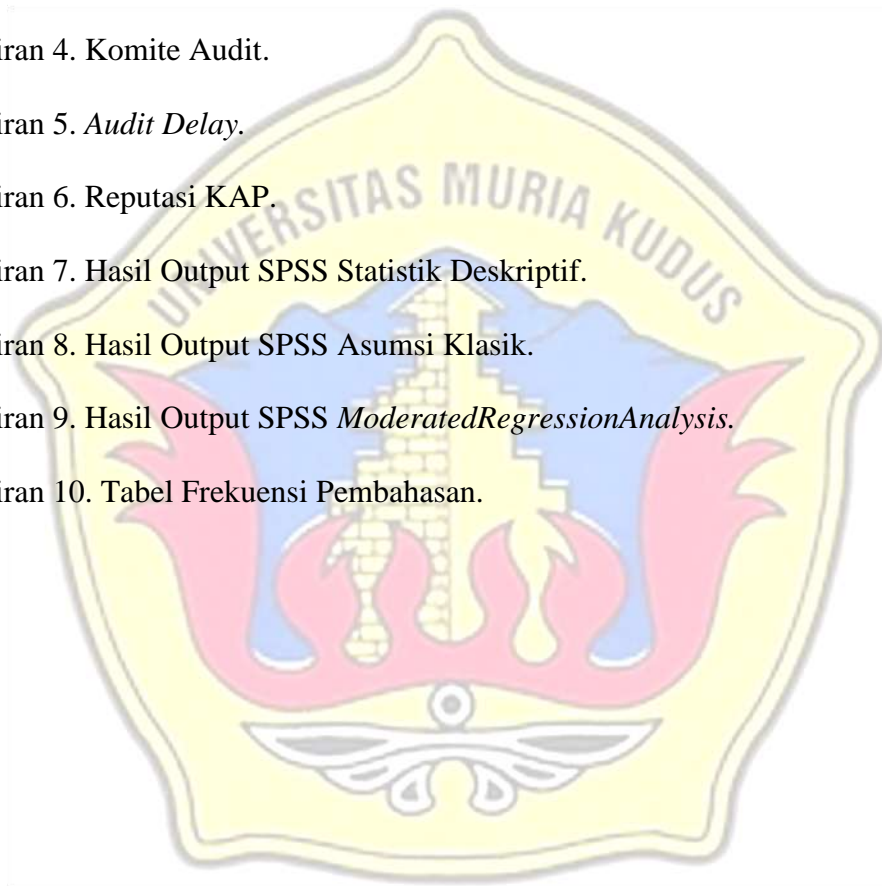 iran 4. Komite Audit.
iran 5. Audit Delay.
iran 6. Reputasi KAP.
UNIVERSITAS MURIA KUDUS
iran 7. Hasil Output SPSS Statistik Deskriptif.
iran 8. Hasil Output SPSS Asumsi Klasik.
iran 9. Hasil Output SPSS ModeratedRegressionAnalysis.
iran 10. Tabel Frekuensi Pembahasan.